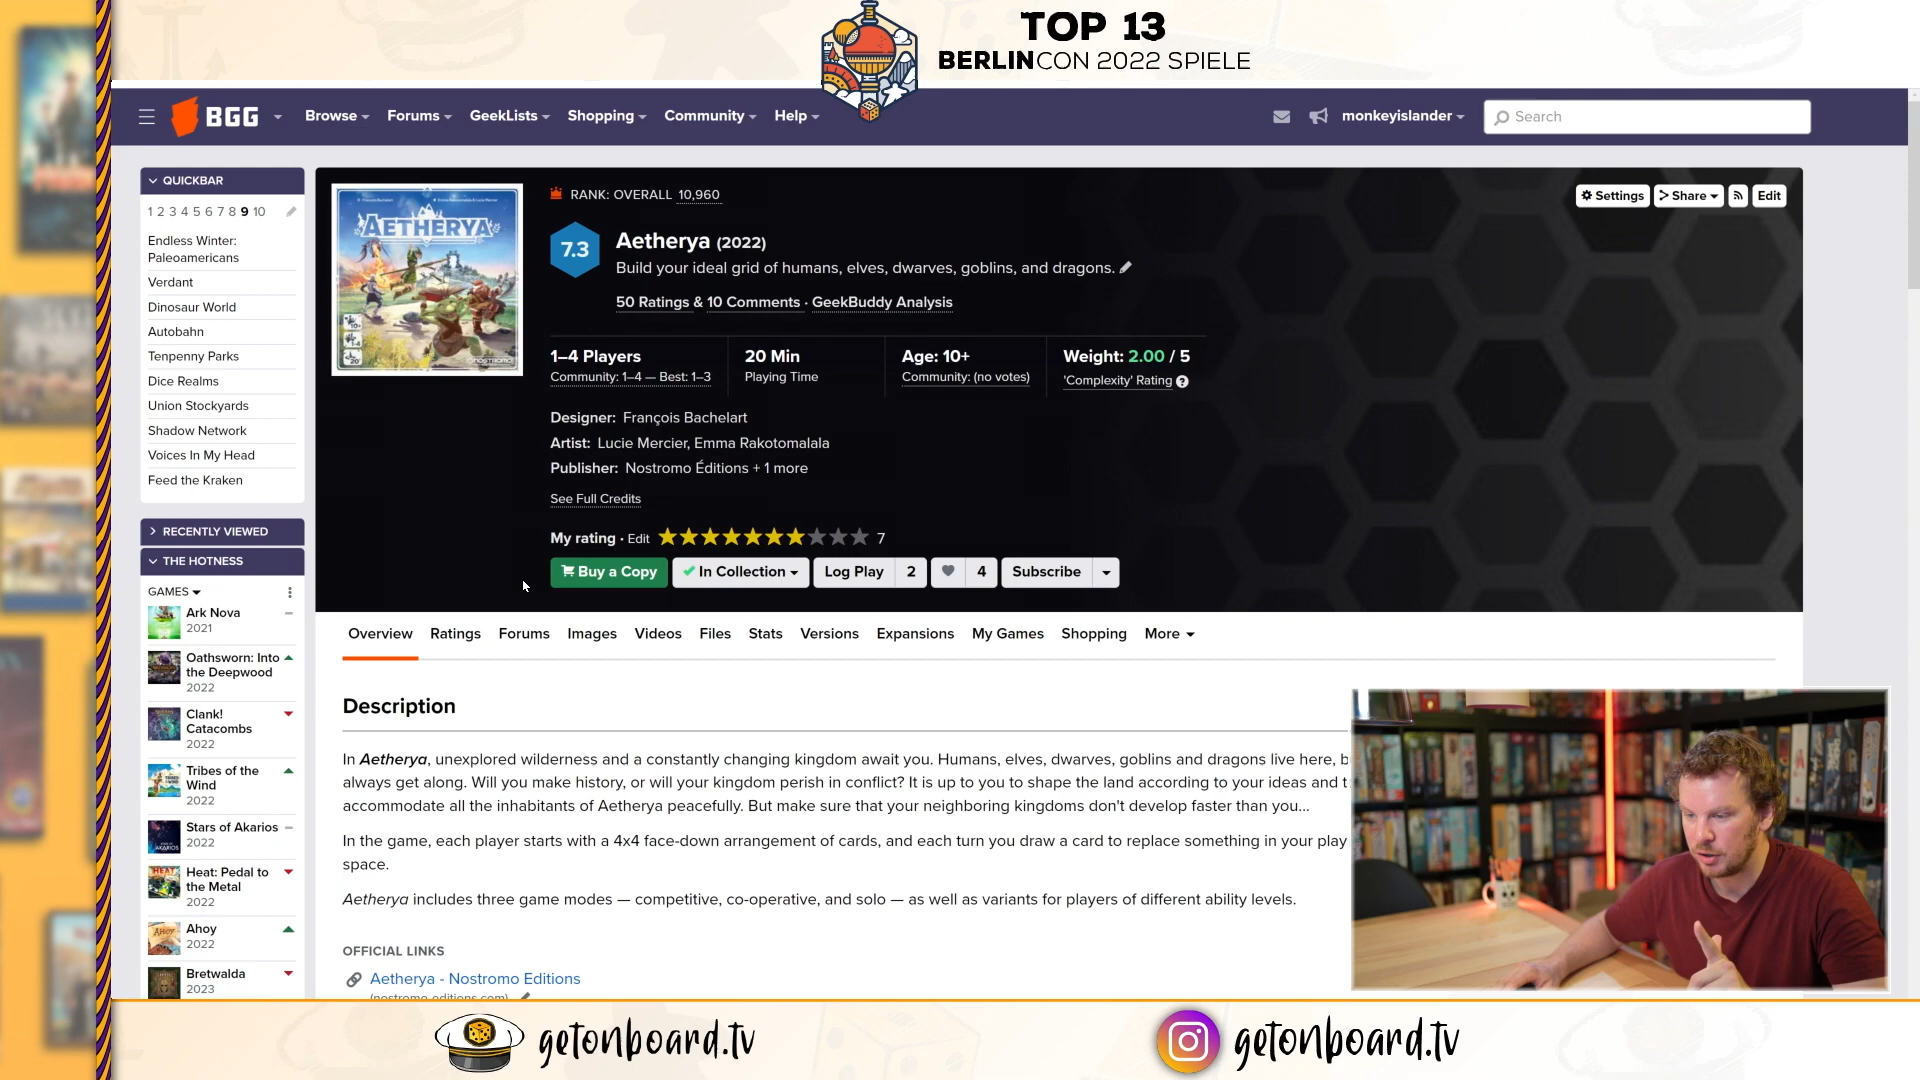 TOP 13
BERLINCON 2022 SPIELE
BGG
Browse
Forums
GeekLists
Shopping
Community
Help
monkeyislander
Search
QUICKBAR
1 2 3 4 5 6 7 8 9 10
Endless Winter:
Paleoamericans
Verdant
Dinosaur World
Autobahn
Tenpenny Parks
Dice Realms
Union Stockyards
Shadow Network
Voices In My Head
Feed the Kraken
RECENTLY VIEWED
THE HOTNESS
GAMES
Ark Nova
2021
Oathsworn: Into
the Deepwood
2022
Clank!
Catacombs
2022
Tribes of the
Wind
2022
Stars of Akarios
2022
Heat: Pedal to
the Metal
2022
Ahoy
2022
Bretwalda
2023
AETHERYA
RANK: OVERALL 10,960
Settings
Share
Edit
7.3
Aetherya (2022)
Build your ideal grid of humans, elves, dwarves, goblins, and dragons.
50 Ratings & 10 Comments · GeekBuddy Analysis
1–4 Players
Community: 1–4 — Best: 1–3
20 Min
Playing Time
Age: 10+
Community: (no votes)
Weight: 2.00 / 5
'Complexity' Rating
Designer: François Bachelart
Artist: Lucie Mercier, Emma Rakotomalala
Publisher: Nostromo Éditions + 1 more
See Full Credits
My rating · Edit 7
Buy a Copy
In Collection
Log Play 2
4
Subscribe
Overview
Ratings
Forums
Images
Videos
Files
Stats
Versions
Expansions
My Games
Shopping
More
Description
In Aetherya, unexplored wilderness and a constantly changing kingdom await you. Humans, elves, dwarves, goblins and dragons live here, b
always get along. Will you make history, or will your kingdom perish in conflict? It is up to you to shape the land according to your ideas and t
accommodate all the inhabitants of Aetherya peacefully. But make sure that your neighboring kingdoms don't develop faster than you...
In the game, each player starts with a 4x4 face-down arrangement of cards, and each turn you draw a card to replace something in your play
space.
Aetherya includes three game modes — competitive, co-operative, and solo — as well as variants for players of different ability levels.
OFFICIAL LINKS
Aetherya - Nostromo Editions
(nostromo-editions.com)
getonboard.tv
getonboard.tv